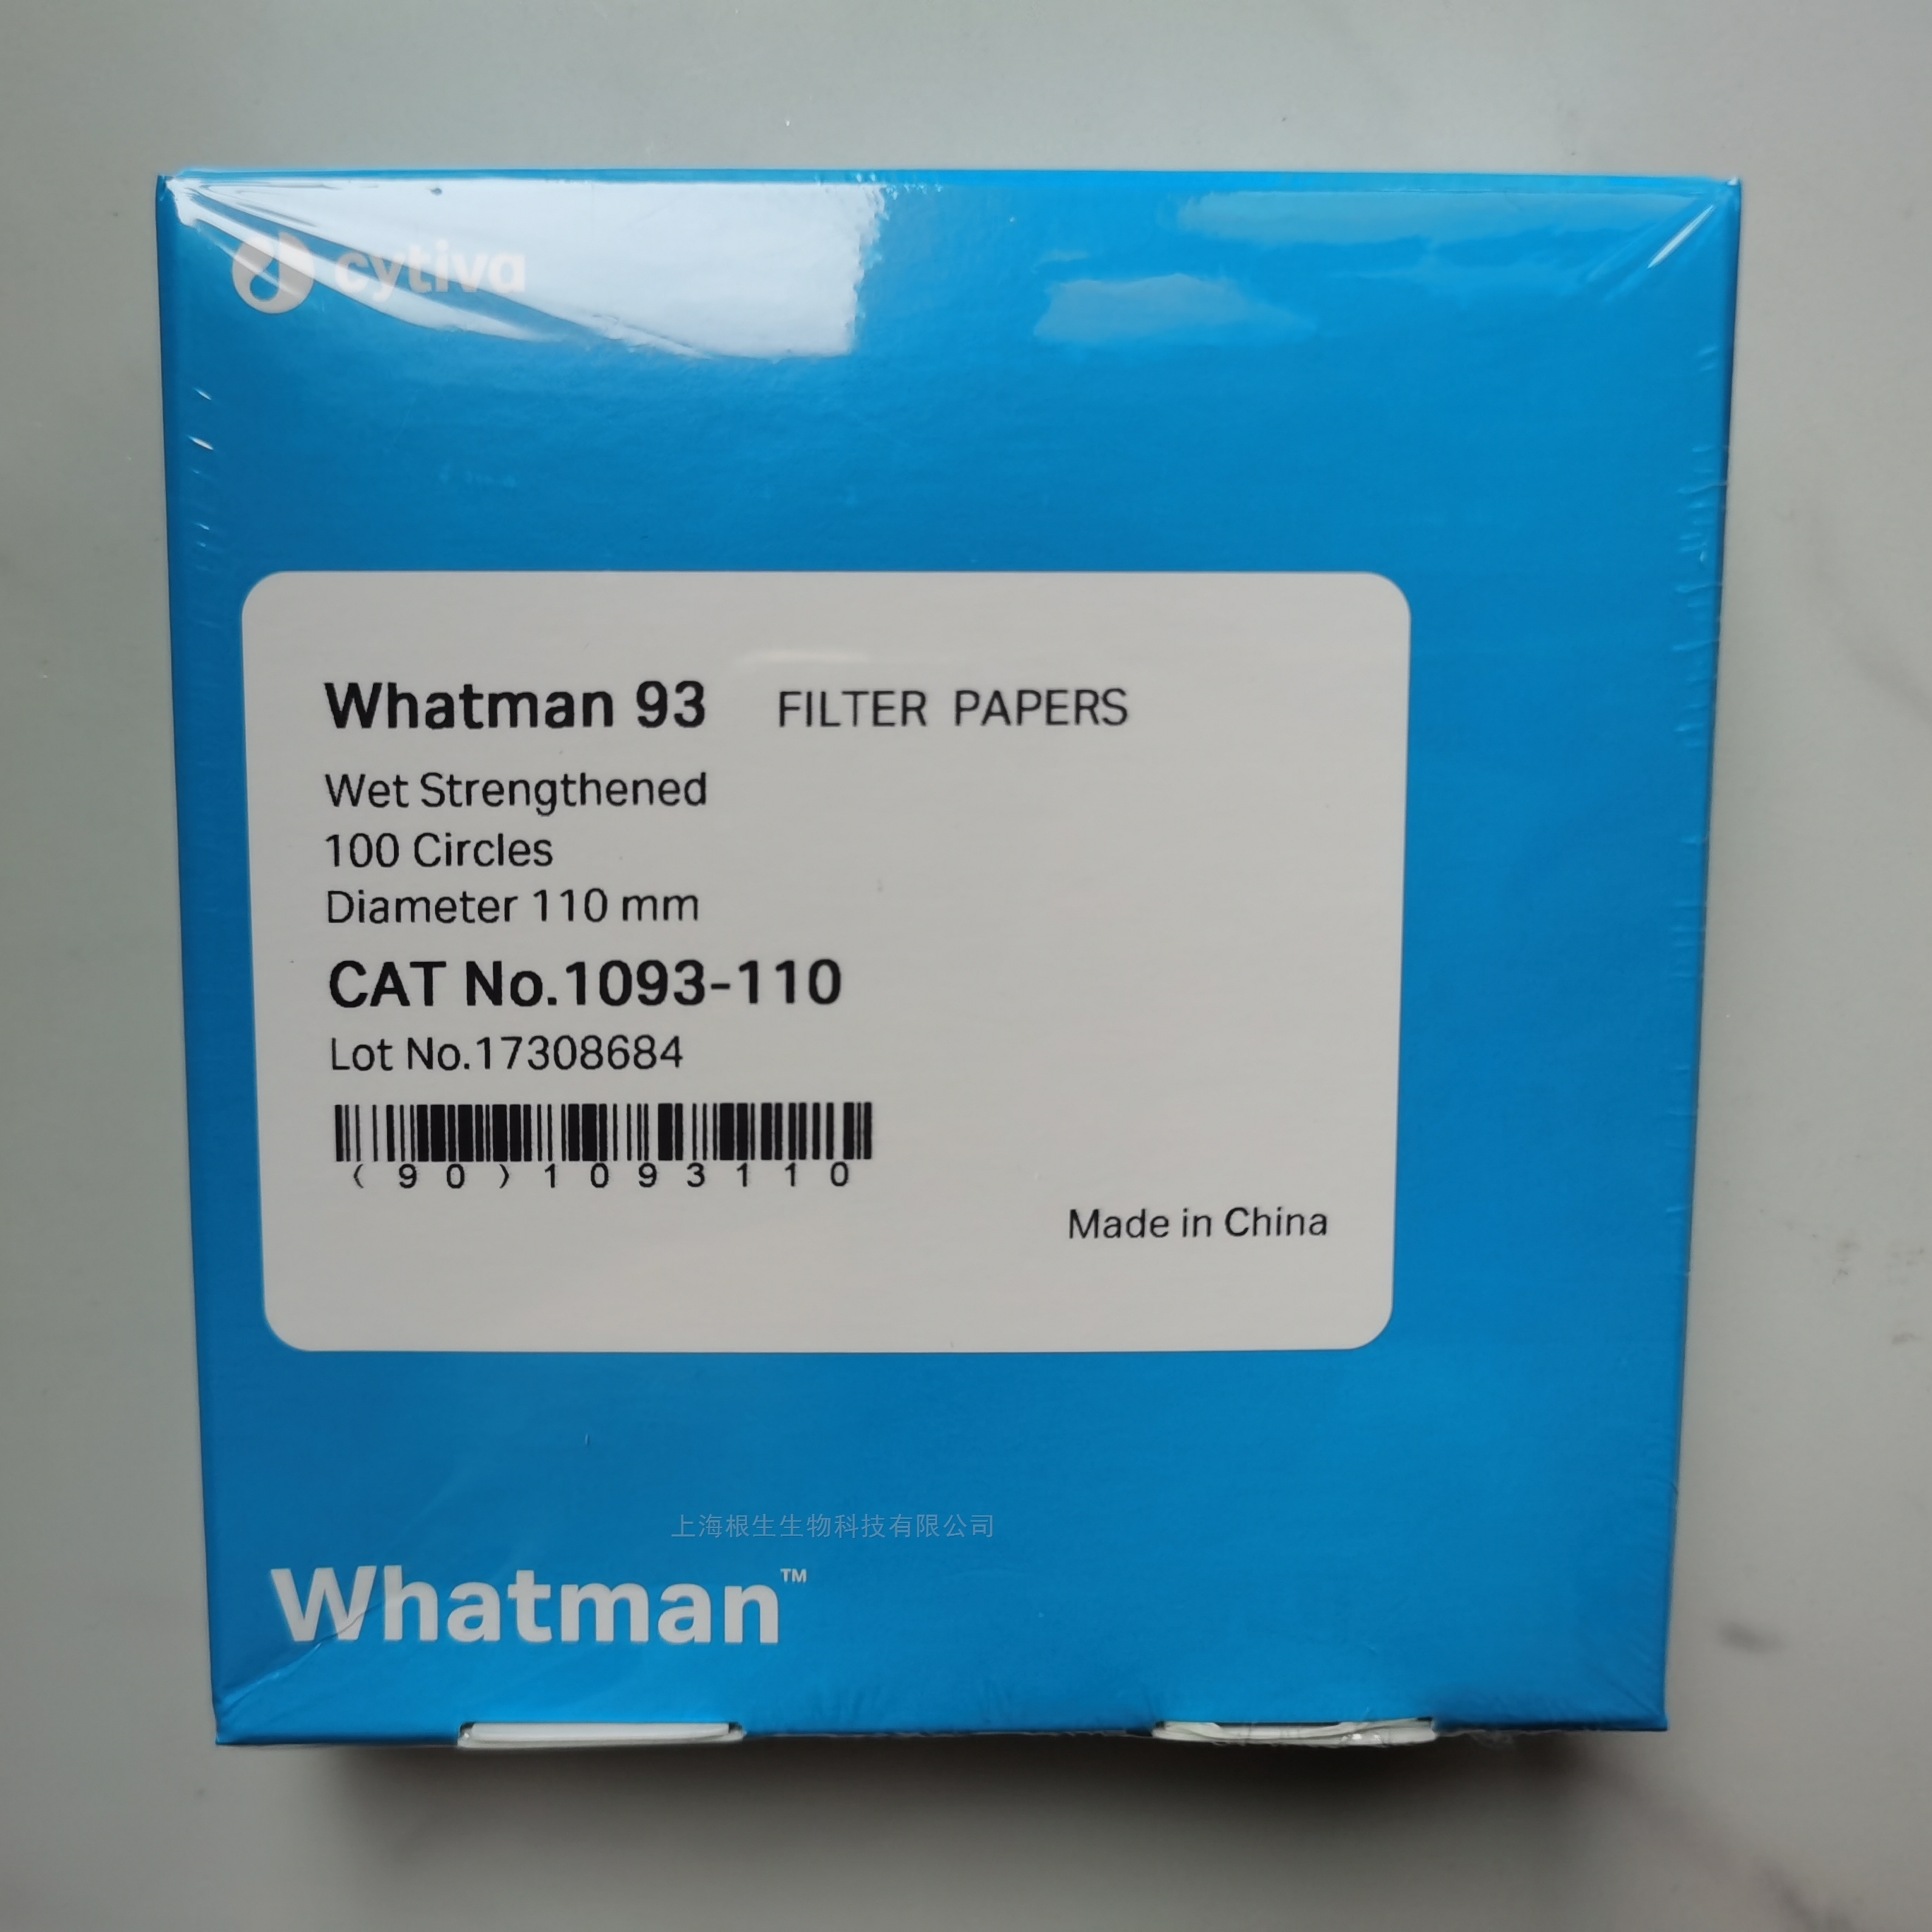 cytiva
Whatman 93 FILTER PAPERS
Wet Strengthened
100 Circles
Diameter 110 mm
CAT No.1093-110
Lot No.17308684
(90)1093110
Made in China
上海根生生物科技有限公司
Whatman™